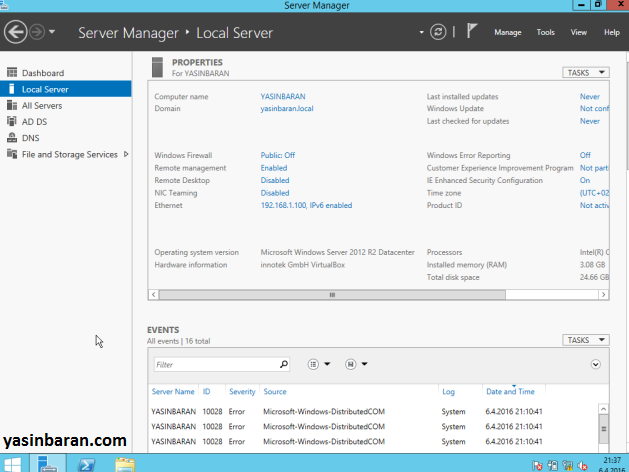 Server Manager
Server Manager ‣ Local Server
Manage Tools View Help
Dashboard
Local Server
All Servers
AD DS
DNS
File and Storage Services
PROPERTIES
For YASINBARAN
TASKS
Computer name YASINBARAN Last installed updates Never
Domain yasinbaran.local Windows Update Not conf
Last checked for updates Never
Windows Firewall Public Off Windows Error Reporting Off
Remote management Enabled Customer Experience Improvement Program Not parti
Remote Desktop Disabled IE Enhanced Security Configuration On
NIC Teaming Disabled Time zone (UTC+02
Ethernet 192.168.1.100, IPv6 enabled Product ID Not activ
Operating system version Microsoft Windows Server 2012 R2 Datacenter Processors Intel(R) C
Hardware information innotek GmbH VirtualBox Installed memory (RAM) 3.08 GB
Total disk space 24.66 GB
EVENTS
All events | 16 total
TASKS
Filter
Server Name ID Severity Source Log Date and Time
YASINBARAN 10028 Error Microsoft-Windows-DistributedCOM System 6.4.2016 21:10:41
YASINBARAN 10028 Error Microsoft-Windows-DistributedCOM System 6.4.2016 21:10:41
YASINBARAN 10028 Error Microsoft-Windows-DistributedCOM System 6.4.2016 21:10:41
yasinbaran.com
21:37
6.4.2016